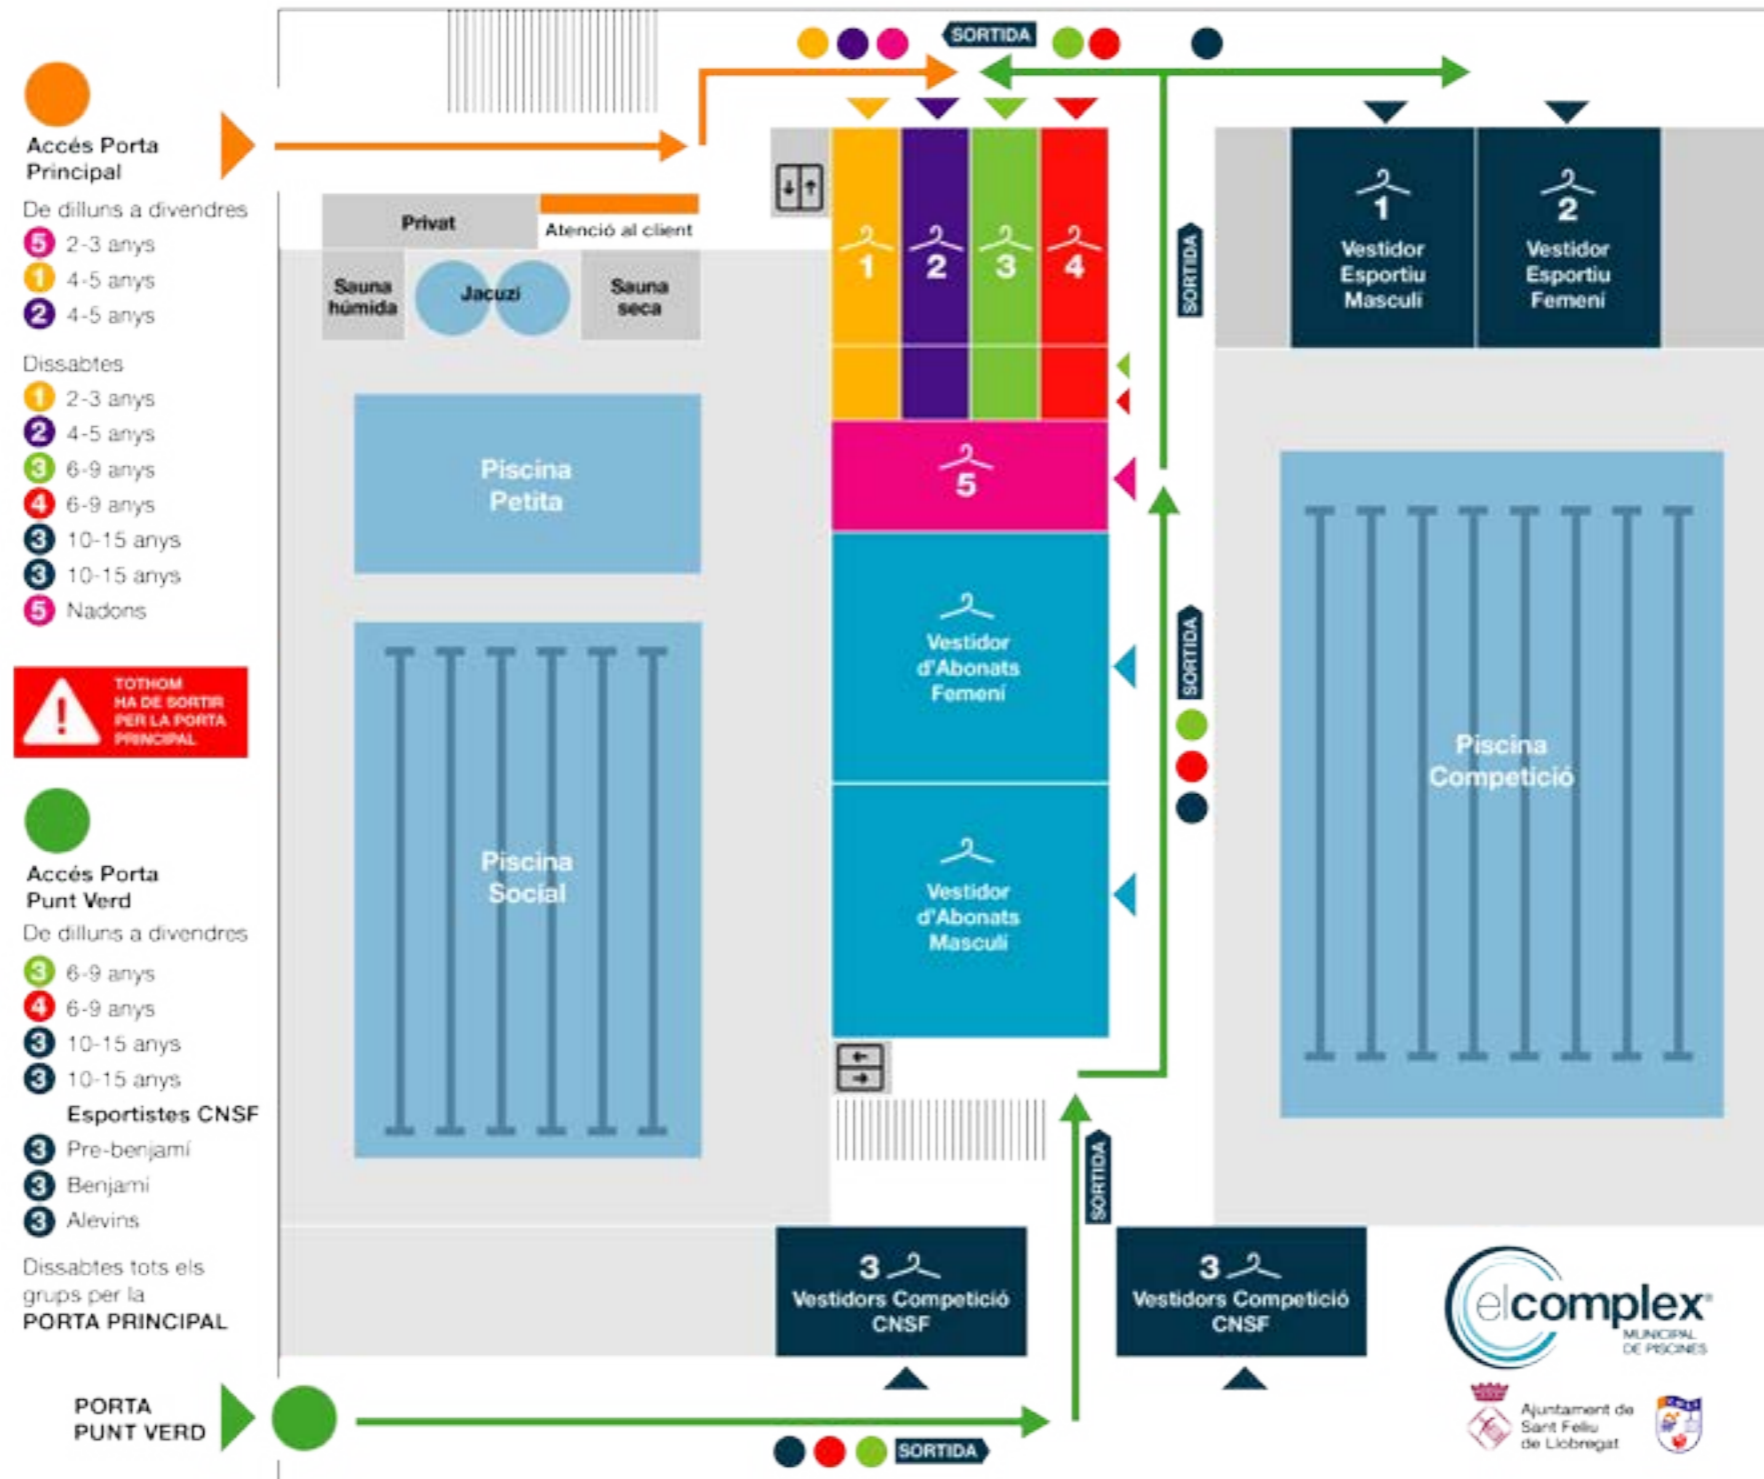 Accés Porta
Principal
De dilluns a divendres
5 2-3 anys
1 4-5 anys
2 4-5 anys
Dissabtes
1 2-3 anys
2 4-5 anys
3 6-9 anys
4 6-9 anys
3 10-15 anys
3 10-15 anys
5 Nadons
TOTHOM
HA DE SORTIR
PER LA PORTA
PRINCIPAL
Accés Porta
Punt Verd
De dilluns a divendres
3 6-9 anys
4 6-9 anys
3 10-15 anys
3 10-15 anys
Esportistes CNSF
3 Pre-benjamí
3 Benjamí
3 Alevins
Dissabtes tots els
grups per la
PORTA PRINCIPAL
PORTA
PUNT VERD
SORTIDA
Privat
Atenció al client
Sauna
húmida
Jacuzi
Sauna
seca
Piscina
Petita
Piscina
Social
1
2
3
4
5
Vestidor
d'Abonats
Femení
Vestidor
d'Abonats
Masculí
SORTIDA
SORTIDA
SORTIDA
1
Vestidor
Esportiu
Masculí
2
Vestidor
Esportiu
Femení
Piscina
Competició
3
Vestidors Competició
CNSF
3
Vestidors Competició
CNSF
SORTIDA
elcomplex
MUNICIPAL
DE PISCINES
Ajuntament de
Sant Feliu
de Llobregat